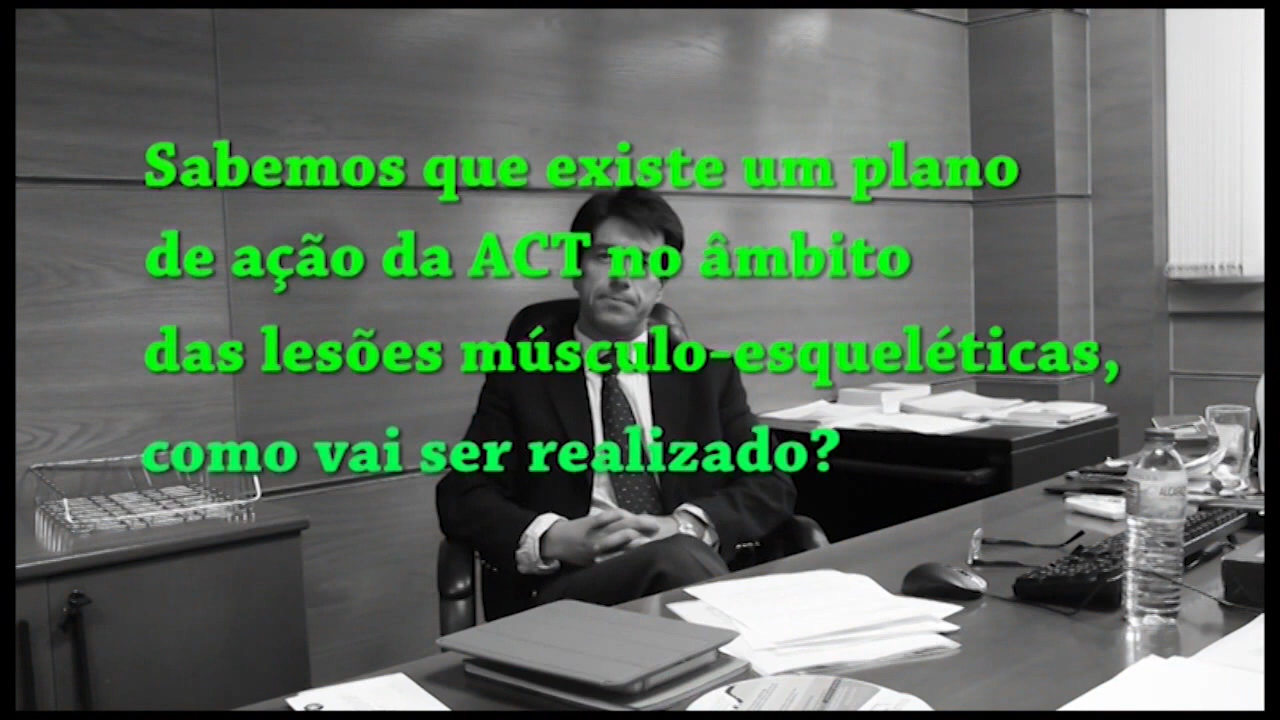 Sabemos que existe um plano
de ação da ACT no âmbito
das lesões músculo-esqueléticas,
como vai ser realizado?